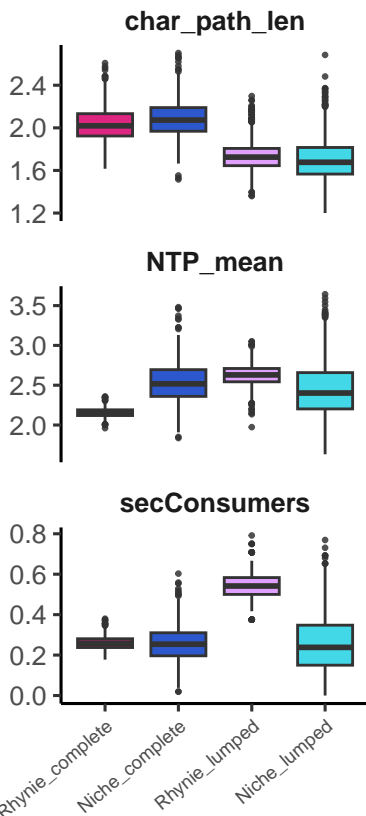 char_path_len
2.4
2.0
1.6
1.2
NTP_mean
3.5
3.0
2.5
2.0
secConsumers
0.8
0.6
0.4
0.2
0.0
Rhynie_complete
Niche_complete
Rhynie_lumped
Niche_lumped